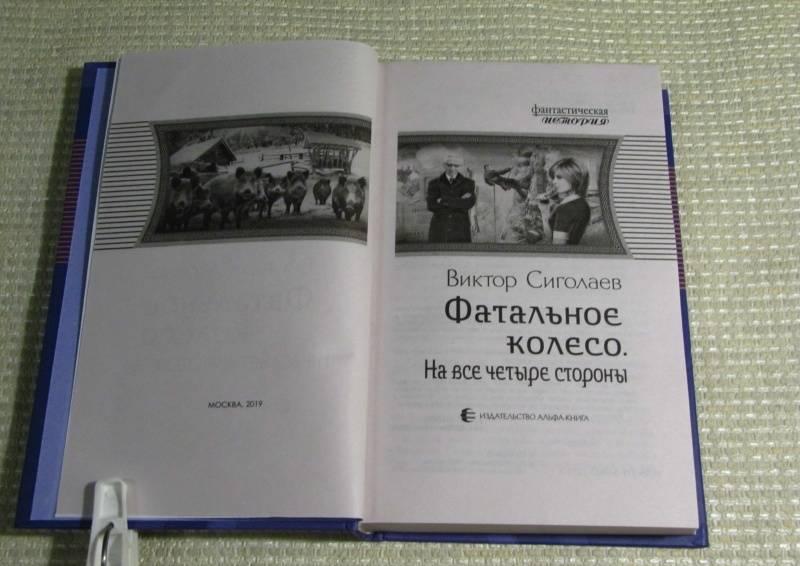 МОСКВА, 2019
фантастическая
история
Виктор Сиголаев
Фатальное
колесо.
На все четыре стороны
ИЗДАТЕЛЬСТВО АЛЬФА-КНИГА